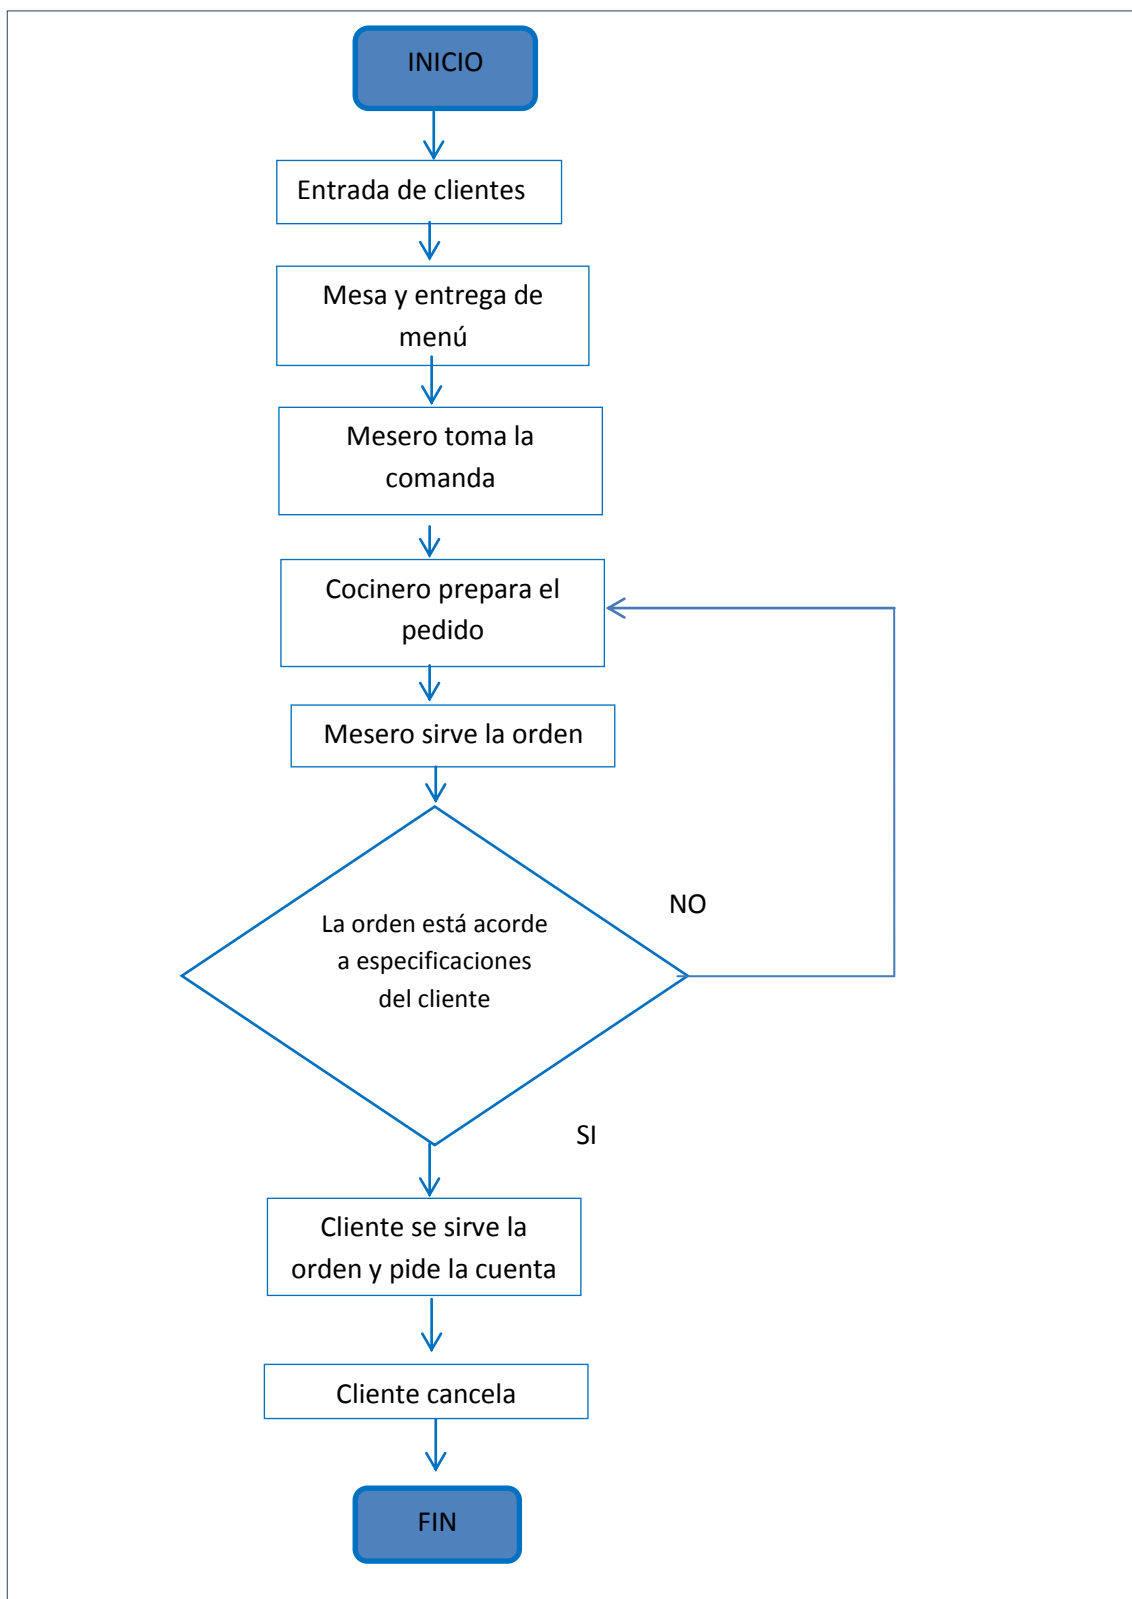 INICIO
Entrada de clientes
Mesa y entrega de
menú
Mesero toma la
comanda
Cocinero prepara el
pedido
Mesero sirve la orden
La orden está acorde
a especificaciones
del cliente
NO
SI
Cliente se sirve la
orden y pide la cuenta
Cliente cancela
FIN